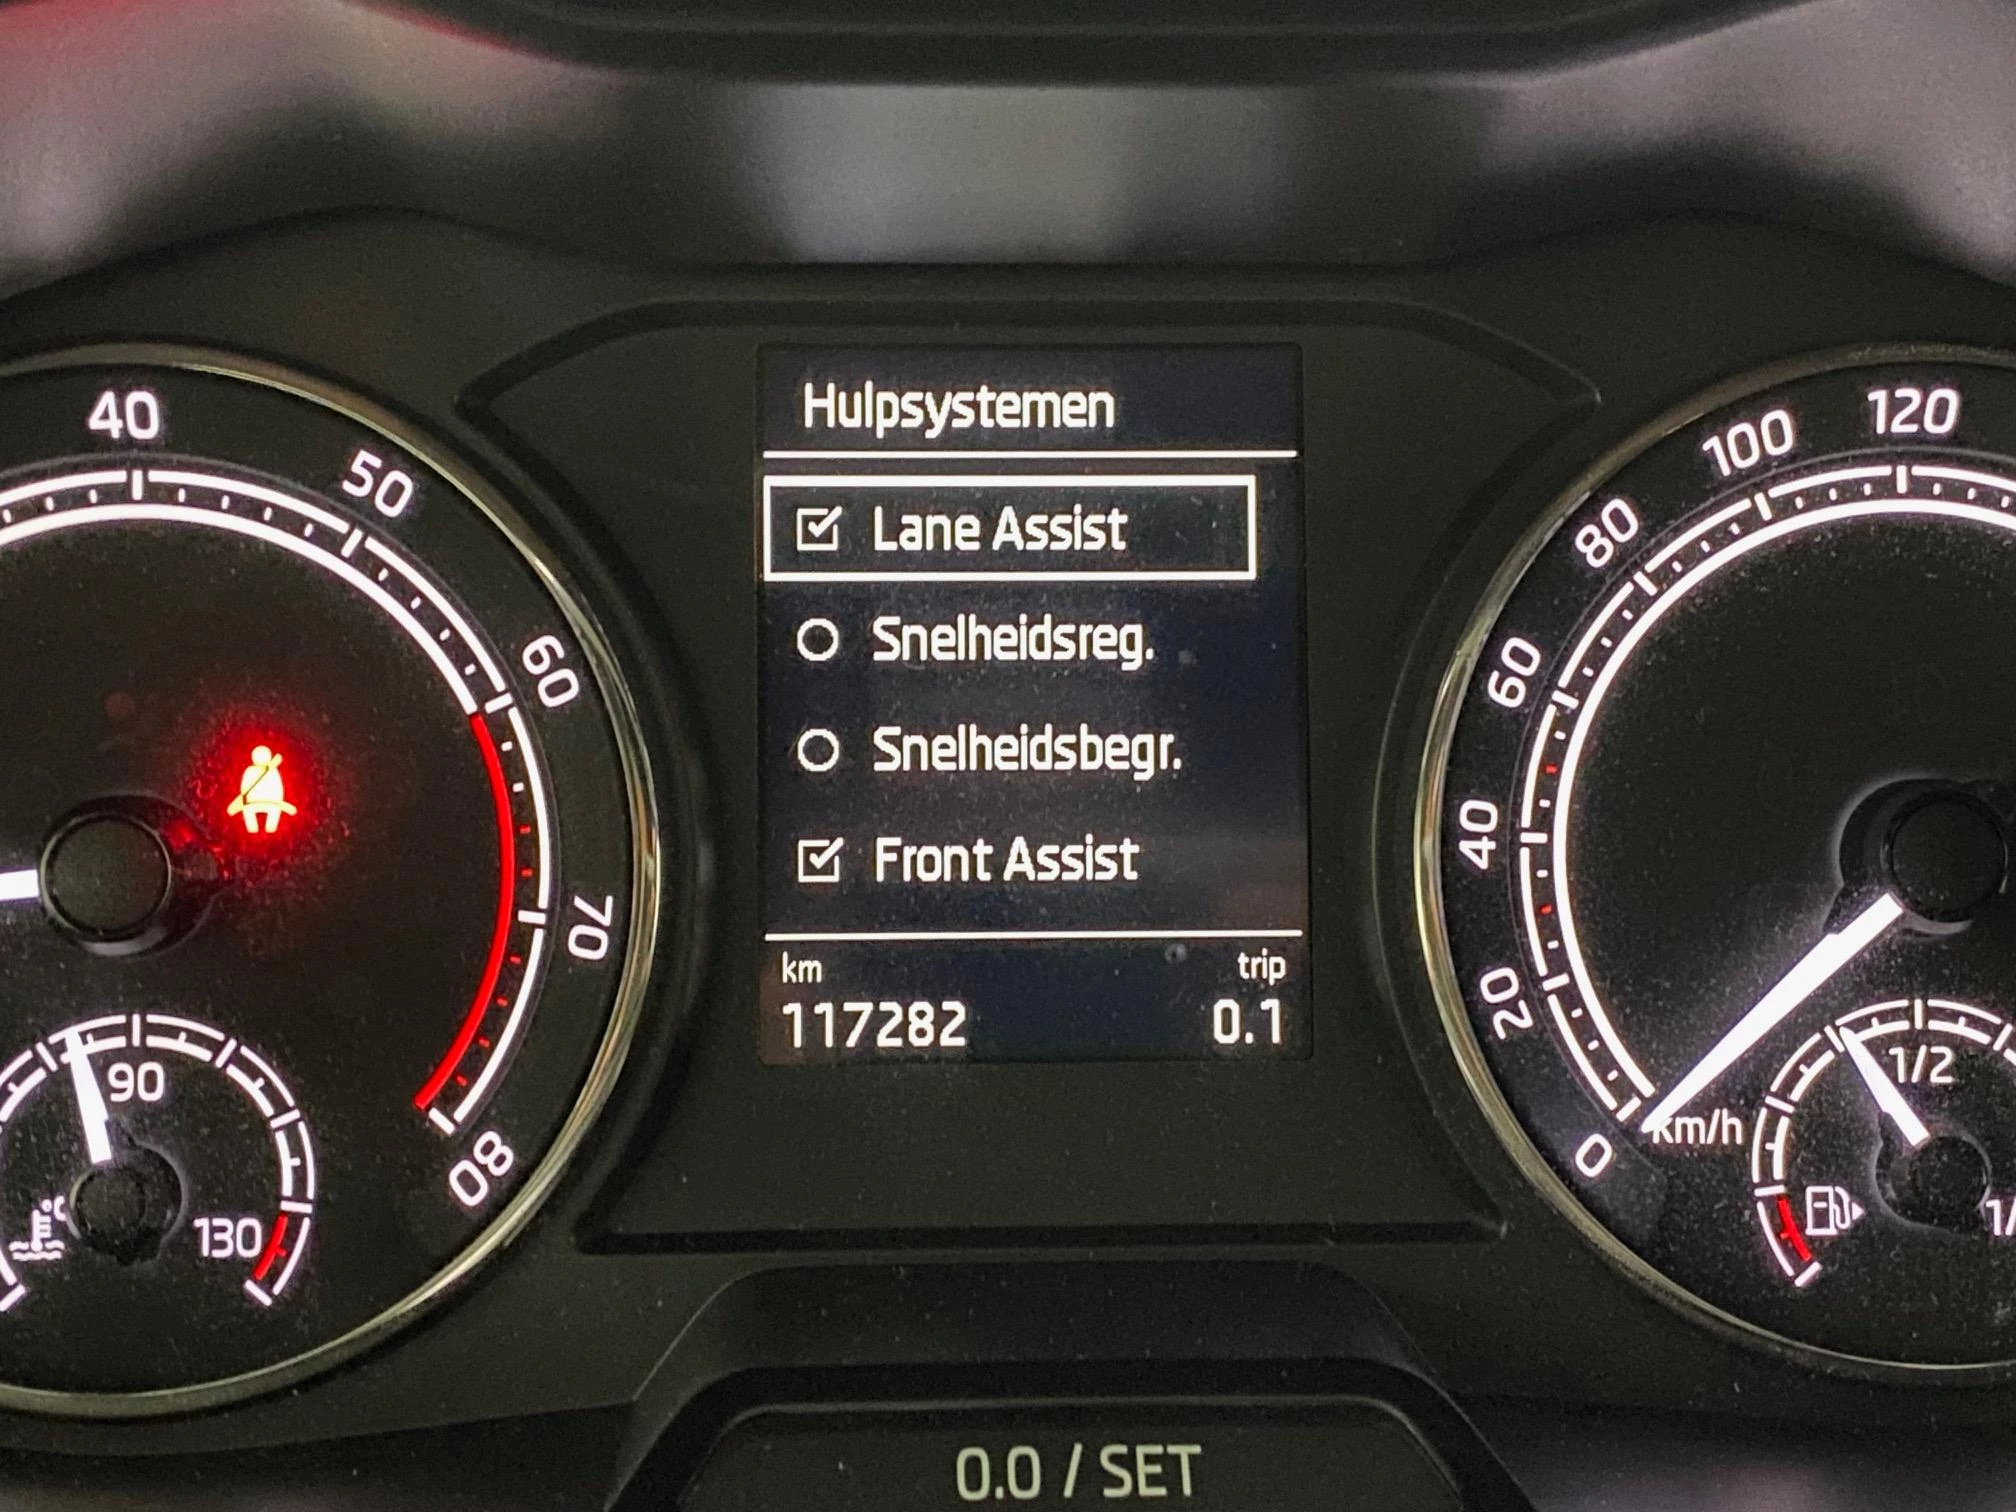 Hulpsystemen
Lane Assist
Snelheidsreg.
Snelheidsbegr.
Front Assist
km trip
117282 0.1
40
50
60
70
80
90
130
°C
120
100
80
60
40
20
0
km/h
1/2
1/
0.0 / SET